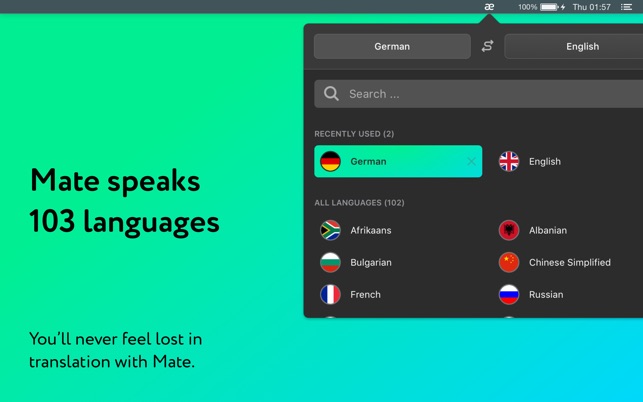 æ 100% Thu 01:57
German English
Search ...
RECENTLY USED (2)
German English
ALL LANGUAGES (102)
Afrikaans Albanian
Bulgarian Chinese Simplified
French Russian
Mate speaks
103 languages
You'll never feel lost in
translation with Mate.